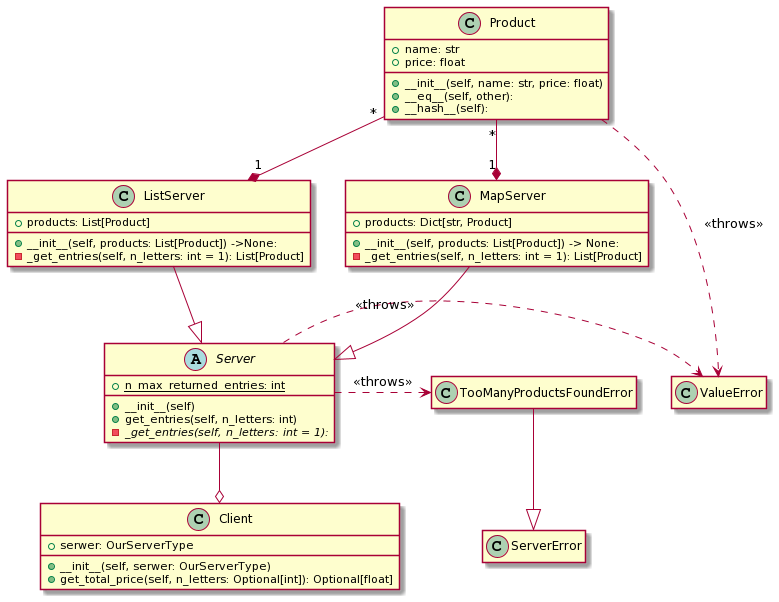 C Product
name: str
price: float
__init__(self, name: str, price: float)
__eq__(self, other):
__hash__(self):
*
*
1
1
«throws»
C ListServer
products: List[Product]
__init__(self, products: List[Product]) ->None:
_get_entries(self, n_letters: int = 1): List[Product]
C MapServer
products: Dict[str, Product]
__init__(self, products: List[Product]) -> None:
_get_entries(self, n_letters: int = 1): List[Product]
«throws»
A Server
n_max_returned_entries: int
__init__(self)
get_entries(self, n_letters: int)
_get_entries(self, n_letters: int = 1):
«throws»
C TooManyProductsFoundError
C ValueError
C Client
serwer: OurServerType
__init__(self, serwer: OurServerType)
get_total_price(self, n_letters: Optional[int]): Optional[float]
C ServerError